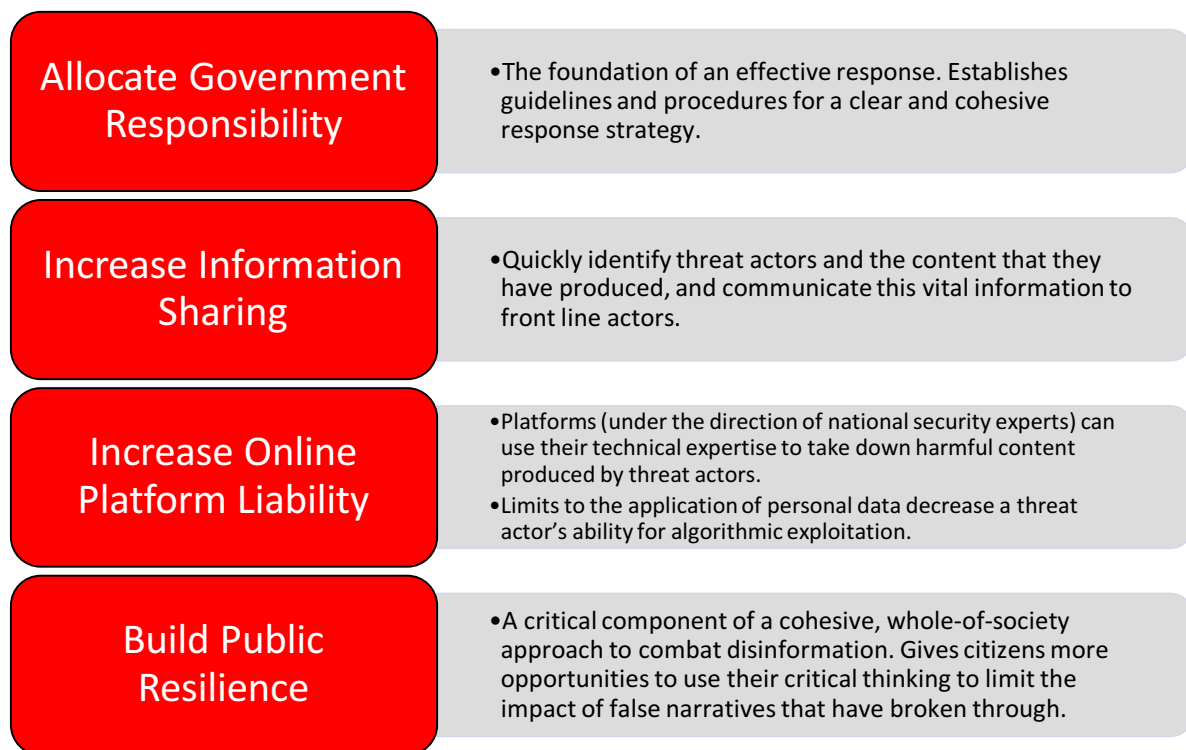 Allocate Government
Responsibility
•The foundation of an effective response. Establishes
guidelines and procedures for a clear and cohesive
response strategy.
Increase Information
Sharing
•Quickly identify threat actors and the content that they
have produced, and communicate this vital information to
front line actors.
Increase Online
Platform Liability
•Platforms (under the direction of national security experts) can
use their technical expertise to take down harmful content
produced by threat actors.
•Limits to the application of personal data decrease a threat
actor’s ability for algorithmic exploitation.
Build Public
Resilience
•A critical component of a cohesive, whole-of-society
approach to combat disinformation. Gives citizens more
opportunities to use their critical thinking to limit the
impact of false narratives that have broken through.